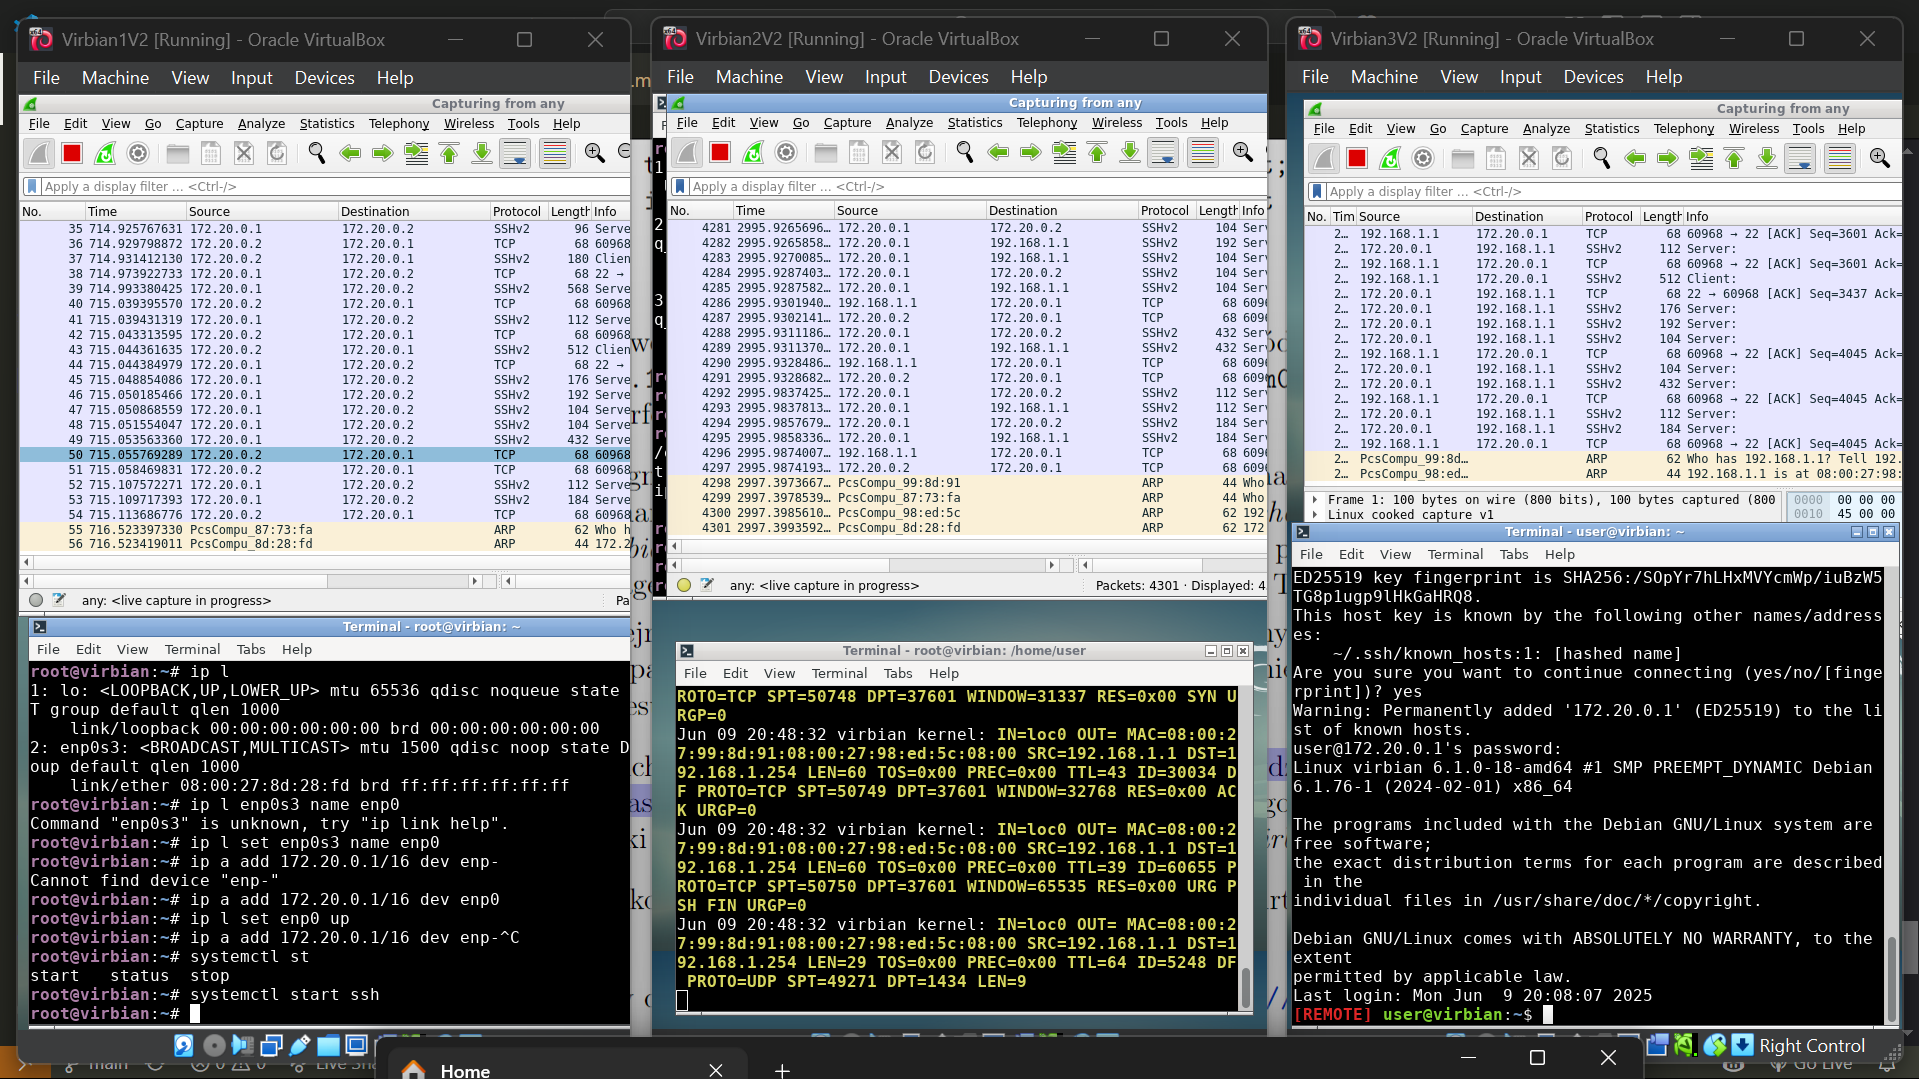 Virbian1V2 [Running] - Oracle VirtualBox
File Machine View Input Devices Help
Capturing from any
File Edit View Go Capture Analyze Statistics Telephony Wireless Tools Help
Apply a display filter ... <Ctrl-/>
No. Time Source Destination Protocol Length Info
35 714.925767631 172.20.0.1 172.20.0.2 SSHv2 96 Serve
36 714.929798872 172.20.0.2 172.20.0.1 TCP 68 60968
37 714.931412130 172.20.0.2 172.20.0.1 SSHv2 180 Clien
38 714.973922733 172.20.0.1 172.20.0.2 TCP 68 22 →
39 714.993380425 172.20.0.1 172.20.0.2 SSHv2 568 Serve
40 715.039395570 172.20.0.2 172.20.0.1 TCP 68 60968
41 715.039431319 172.20.0.1 172.20.0.2 SSHv2 112 Serve
42 715.043313595 172.20.0.2 172.20.0.1 TCP 68 60968
43 715.044361635 172.20.0.2 172.20.0.1 SSHv2 512 Clien
44 715.044384979 172.20.0.1 172.20.0.2 TCP 68 22 →
45 715.048854086 172.20.0.1 172.20.0.2 SSHv2 176 Serve
46 715.050185466 172.20.0.1 172.20.0.2 SSHv2 192 Serve
47 715.050868559 172.20.0.1 172.20.0.2 SSHv2 104 Serve
48 715.051554047 172.20.0.1 172.20.0.2 SSHv2 104 Serve
49 715.053563360 172.20.0.1 172.20.0.2 SSHv2 432 Serve
50 715.055769289 172.20.0.2 172.20.0.1 TCP 68 60968
51 715.058469831 172.20.0.2 172.20.0.1 TCP 68 60968
52 715.107572271 172.20.0.1 172.20.0.2 SSHv2 112 Serve
53 715.109717393 172.20.0.1 172.20.0.2 SSHv2 184 Serve
54 715.113686776 172.20.0.2 172.20.0.1 TCP 68 60968
55 716.523397330 PcsCompu_87:73:fa ARP 62 Who h
56 716.523419011 PcsCompu_8d:28:fd ARP 44 172.2
any: <live capture in progress> Pa
Terminal - root@virbian: ~
File Edit View Terminal Tabs Help
root@virbian:~# ip l
1: lo: <LOOPBACK,UP,LOWER_UP> mtu 65536 qdisc noqueue state
T group default qlen 1000
link/loopback 00:00:00:00:00:00 brd 00:00:00:00:00:00
2: enp0s3: <BROADCAST,MULTICAST> mtu 1500 qdisc noop state D
oup default qlen 1000
link/ether 08:00:27:8d:28:fd brd ff:ff:ff:ff:ff:ff
root@virbian:~# ip l enp0s3 name enp0
Command "enp0s3" is unknown, try "ip link help".
root@virbian:~# ip l set enp0s3 name enp0
root@virbian:~# ip a add 172.20.0.1/16 dev enp-
Cannot find device "enp-"
root@virbian:~# ip a add 172.20.0.1/16 dev enp0
root@virbian:~# ip l set enp0 up
root@virbian:~# ip a add 172.20.0.1/16 dev enp-^C
root@virbian:~# systemctl st
start status stop
root@virbian:~# systemctl start ssh
root@virbian:~#
Virbian2V2 [Running] - Oracle VirtualBox
File Machine View Input Devices Help
Capturing from any
File Edit View Go Capture Analyze Statistics Telephony Wireless Tools Help
Apply a display filter ... <Ctrl-/>
No. Time Source Destination Protocol Length Info
4281 2995.9265696… 172.20.0.1 172.20.0.2 SSHv2 104 Ser
4282 2995.9265858… 172.20.0.1 192.168.1.1 SSHv2 192 Ser
4283 2995.9270085… 172.20.0.1 192.168.1.1 SSHv2 104 Ser
4284 2995.9287403… 172.20.0.1 172.20.0.2 SSHv2 104 Ser
4285 2995.9287582… 172.20.0.1 192.168.1.1 SSHv2 104 Ser
4286 2995.9301940… 192.168.1.1 172.20.0.1 TCP 68 609
4287 2995.9302141… 172.20.0.2 172.20.0.1 TCP 68 609
4288 2995.9311186… 172.20.0.1 172.20.0.2 SSHv2 432 Ser
4289 2995.9311370… 172.20.0.1 192.168.1.1 SSHv2 432 Ser
4290 2995.9328486… 192.168.1.1 172.20.0.1 TCP 68 609
4291 2995.9328682… 172.20.0.2 172.20.0.1 TCP 68 609
4292 2995.9837425… 172.20.0.1 172.20.0.2 SSHv2 112 Ser
4293 2995.9837813… 172.20.0.1 192.168.1.1 SSHv2 112 Ser
4294 2995.9857679… 172.20.0.1 172.20.0.2 SSHv2 184 Ser
4295 2995.9858336… 172.20.0.1 192.168.1.1 SSHv2 184 Ser
4296 2995.9874007… 192.168.1.1 172.20.0.1 TCP 68 609
4297 2995.9874193… 172.20.0.2 172.20.0.1 TCP 68 609
4298 2997.3973667… PcsCompu_99:8d:91 ARP 44 Who
4299 2997.3978539… PcsCompu_87:73:fa ARP 44 Who
4300 2997.3985610… PcsCompu_98:ed:5c ARP 62 192
4301 2997.3993592… PcsCompu_8d:28:fd ARP 62 172
any: <live capture in progress> Packets: 4301 · Displayed: 4
Terminal - root@virbian: /home/user
File Edit View Terminal Tabs Help
ROTO=TCP SPT=50748 DPT=37601 WINDOW=31337 RES=0x00 SYN U
RGP=0
Jun 09 20:48:32 virbian kernel: IN=loc0 OUT= MAC=08:00:2
7:99:8d:91:08:00:27:98:ed:5c:08:00 SRC=192.168.1.1 DST=1
92.168.1.254 LEN=60 TOS=0x00 PREC=0x00 TTL=43 ID=30034 D
F PROTO=TCP SPT=50749 DPT=37601 WINDOW=32768 RES=0x00 AC
K URGP=0
Jun 09 20:48:32 virbian kernel: IN=loc0 OUT= MAC=08:00:2
7:99:8d:91:08:00:27:98:ed:5c:08:00 SRC=192.168.1.1 DST=1
92.168.1.254 LEN=60 TOS=0x00 PREC=0x00 TTL=39 ID=60655 P
ROTO=TCP SPT=50750 DPT=37601 WINDOW=65535 RES=0x00 URG P
SH FIN URGP=0
Jun 09 20:48:32 virbian kernel: IN=loc0 OUT= MAC=08:00:2
7:99:8d:91:08:00:27:98:ed:5c:08:00 SRC=192.168.1.1 DST=1
92.168.1.254 LEN=29 TOS=0x00 PREC=0x00 TTL=64 ID=5248 DF
PROTO=UDP SPT=49271 DPT=1434 LEN=9
Virbian3V2 [Running] - Oracle VirtualBox
File Machine View Input Devices Help
Capturing from any
File Edit View Go Capture Analyze Statistics Telephony Wireless Tools Help
Apply a display filter ... <Ctrl-/>
No. Tim Source Destination Protocol Length Info
2… 192.168.1.1 172.20.0.1 TCP 68 60968 → 22 [ACK] Seq=3601 Ack=
2… 172.20.0.1 192.168.1.1 SSHv2 112 Server:
2… 192.168.1.1 172.20.0.1 TCP 68 60968 → 22 [ACK] Seq=3601 Ack=
2… 192.168.1.1 172.20.0.1 SSHv2 512 Client:
2… 172.20.0.1 192.168.1.1 TCP 68 22 → 60968 [ACK] Seq=3437 Ack=
2… 172.20.0.1 192.168.1.1 SSHv2 176 Server:
2… 172.20.0.1 192.168.1.1 SSHv2 192 Server:
2… 172.20.0.1 192.168.1.1 SSHv2 104 Server:
2… 192.168.1.1 172.20.0.1 TCP 68 60968 → 22 [ACK] Seq=4045 Ack=
2… 172.20.0.1 192.168.1.1 SSHv2 104 Server:
2… 172.20.0.1 192.168.1.1 SSHv2 432 Server:
2… 192.168.1.1 172.20.0.1 TCP 68 60968 → 22 [ACK] Seq=4045 Ack=
2… 172.20.0.1 192.168.1.1 SSHv2 112 Server:
2… 172.20.0.1 192.168.1.1 SSHv2 184 Server:
2… 192.168.1.1 172.20.0.1 TCP 68 60968 → 22 [ACK] Seq=4045 Ack=
2… PcsCompu_99:8d… ARP 62 Who has 192.168.1.1? Tell 192.
2… PcsCompu_98:ed… ARP 44 192.168.1.1 is at 08:00:27:98:
Frame 1: 100 bytes on wire (800 bits), 100 bytes captured (800
Linux cooked capture v1
0000 00 00 00
0010 45 00 00
Terminal - user@virbian: ~
File Edit View Terminal Tabs Help
ED25519 key fingerprint is SHA256:/SOpYr7hLHxMVYcmWp/iuBzW5
TG8p1ugp9lHkGaHRQ8.
This host key is known by the following other names/address
es:
~/.ssh/known_hosts:1: [hashed name]
Are you sure you want to continue connecting (yes/no/[finge
rprint])? yes
Warning: Permanently added '172.20.0.1' (ED25519) to the li
st of known hosts.
user@172.20.0.1's password:
Linux virbian 6.1.0-18-amd64 #1 SMP PREEMPT_DYNAMIC Debian
6.1.76-1 (2024-02-01) x86_64
The programs included with the Debian GNU/Linux system are
free software;
the exact distribution terms for each program are described
in the
individual files in /usr/share/doc/*/copyright.
Debian GNU/Linux comes with ABSOLUTELY NO WARRANTY, to the
extent
permitted by applicable law.
Last login: Mon Jun  9 20:08:07 2025
[REMOTE] user@virbian:~$
Right Control
main
Home
Go Live